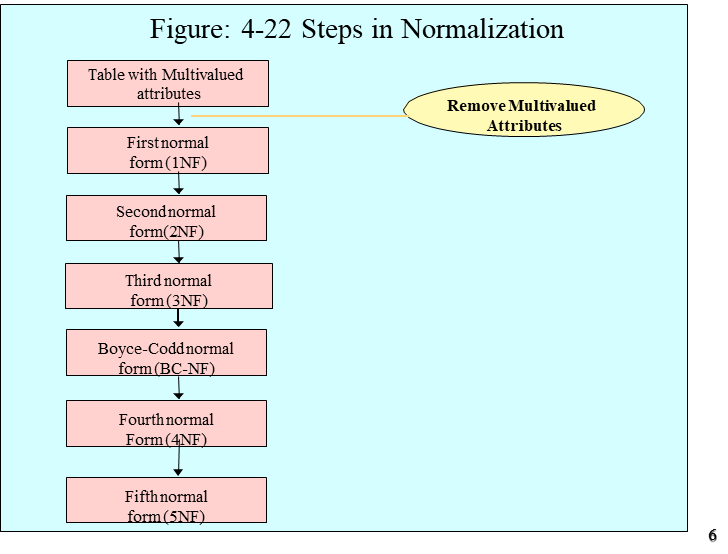 Figure: 4-22 Steps in Normalization
Table with Multivalued
attributes
Remove Multivalued
Attributes
First normal
form (1NF)
Second normal
form(2NF)
Third normal
form (3NF)
Boyce-Codd normal
form (BC-NF)
Fourth normal
Form (4NF)
Fifth normal
form (5NF)
6